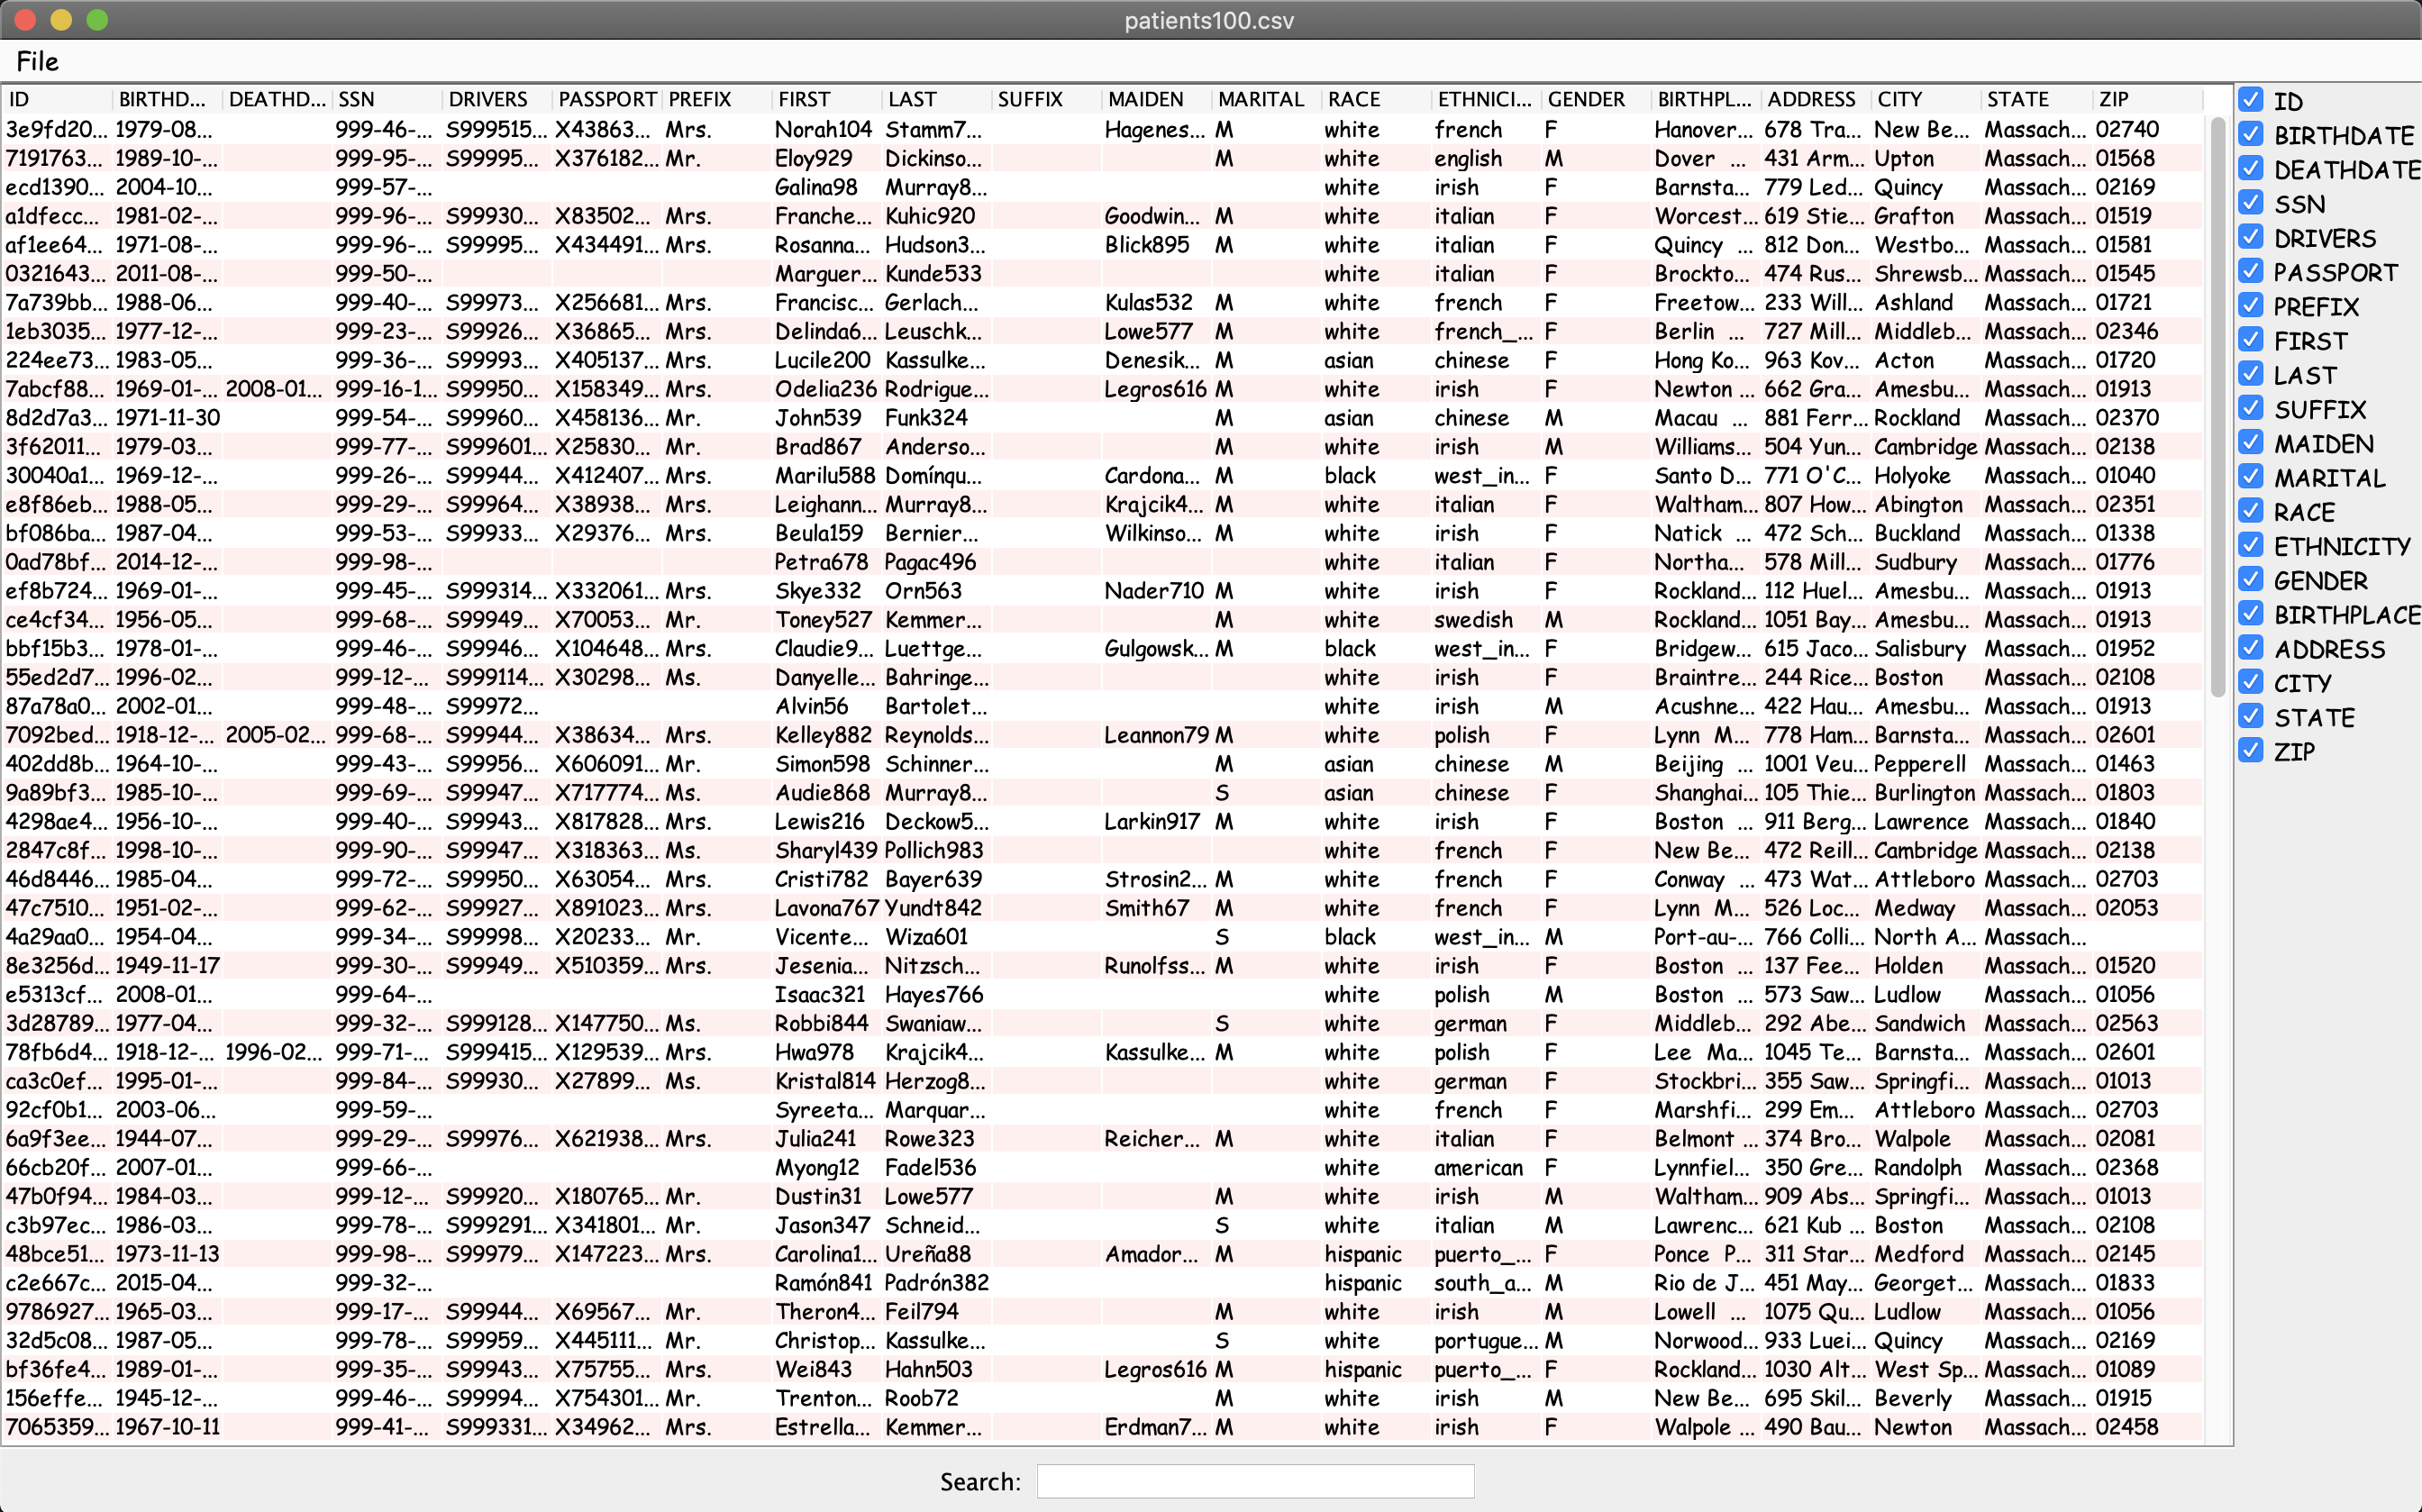 patients100.csv
File
ID BIRTHD... DEATHD... SSN DRIVERS PASSPORT PREFIX FIRST LAST SUFFIX MAIDEN MARITAL RACE ETHNICI... GENDER BIRTHPL... ADDRESS CITY STATE ZIP
3e9fd20... 1979-08... 999-46-... S999515... X43863... Mrs. Norah104 Stamm7... Hagenes... M white french F Hanover... 678 Tra... New Be... Massach... 02740
7191763... 1989-10-... 999-95-... S99995... X376182... Mr. Eloy929 Dickinso... M white english M Dover ... 431 Arm... Upton Massach... 01568
ecd1390... 2004-10... 999-57-... Galina98 Murray8... white irish F Barnsta... 779 Led... Quincy Massach... 02169
a1dfecc... 1981-02-... 999-96-... S99930... X83502... Mrs. Franche... Kuhic920 Goodwin... M white italian F Worcest... 619 Stie... Grafton Massach... 01519
af1ee64... 1971-08-... 999-96-... S99995... X434491... Mrs. Rosanna... Hudson3... Blick895 M white italian F Quincy ... 812 Don... Westbo... Massach... 01581
0321643... 2011-08-... 999-50-... Marguer... Kunde533 white italian F Brockto... 474 Rus... Shrewsb... Massach... 01545
7a739bb... 1988-06... 999-40-... S99973... X256681... Mrs. Francisc... Gerlach... Kulas532 M white french F Freetow... 233 Will... Ashland Massach... 01721
1eb3035... 1977-12-... 999-23-... S99926... X36865... Mrs. Delinda6... Leuschk... Lowe577 M white french_... F Berlin ... 727 Mill... Middleb... Massach... 02346
224ee73... 1983-05... 999-36-... S99993... X405137... Mrs. Lucile200 Kassulke... Denesik... M asian chinese F Hong Ko... 963 Kov... Acton Massach... 01720
7abcf88... 1969-01-... 2008-01... 999-16-1... S99950... X158349... Mrs. Odelia236 Rodrigue... Legros616 M white irish F Newton ... 662 Gra... Amesbu... Massach... 01913
8d2d7a3... 1971-11-30 999-54-... S99960... X458136... Mr. John539 Funk324 M asian chinese M Macau ... 881 Ferr... Rockland Massach... 02370
3f62011... 1979-03... 999-77-... S999601... X25830... Mr. Brad867 Anderso... M white irish M Williams... 504 Yun... Cambridge Massach... 02138
30040a1... 1969-12-... 999-26-... S99944... X412407... Mrs. Marilu588 Domínqu... Cardona... M black west_in... F Santo D... 771 O'C... Holyoke Massach... 01040
e8f86eb... 1988-05... 999-29-... S99964... X38938... Mrs. Leighann... Murray8... Krajcik4... M white italian F Waltham... 807 How... Abington Massach... 02351
bf086ba... 1987-04... 999-53-... S99933... X29376... Mrs. Beula159 Bernier... Wilkinso... M white irish F Natick ... 472 Sch... Buckland Massach... 01338
0ad78bf... 2014-12-... 999-98-... Petra678 Pagac496 white italian F Northa... 578 Mill... Sudbury Massach... 01776
ef8b724... 1969-01-... 999-45-... S999314... X332061... Mrs. Skye332 Orn563 Nader710 M white irish F Rockland... 112 Huel... Amesbu... Massach... 01913
ce4cf34... 1956-05... 999-68-... S99949... X70053... Mr. Toney527 Kemmer... M white swedish M Rockland... 1051 Bay... Amesbu... Massach... 01913
bbf15b3... 1978-01-... 999-46-... S99946... X104648... Mrs. Claudie9... Luettge... Gulgowsk... M black west_in... F Bridgew... 615 Jaco... Salisbury Massach... 01952
55ed2d7... 1996-02... 999-12-... S999114... X30298... Ms. Danyelle... Bahringe... white irish F Braintre... 244 Rice... Boston Massach... 02108
87a78a0... 2002-01... 999-48-... S99972... Alvin56 Bartolet... white irish M Acushne... 422 Hau... Amesbu... Massach... 01913
7092bed... 1918-12-... 2005-02... 999-68-... S99944... X38634... Mrs. Kelley882 Reynolds... Leannon79 M white polish F Lynn M... 778 Ham... Barnsta... Massach... 02601
402dd8b... 1964-10-... 999-43-... S99956... X606091... Mr. Simon598 Schinner... M asian chinese M Beijing ... 1001 Veu... Pepperell Massach... 01463
9a89bf3... 1985-10-... 999-69-... S99947... X717774... Ms. Audie868 Murray8... S asian chinese F Shanghai... 105 Thie... Burlington Massach... 01803
4298ae4... 1956-10-... 999-40-... S99943... X817828... Mrs. Lewis216 Deckow5... Larkin917 M white irish F Boston ... 911 Berg... Lawrence Massach... 01840
2847c8f... 1998-10-... 999-90-... S99947... X318363... Ms. Sharyl439 Pollich983 white french F New Be... 472 Reill... Cambridge Massach... 02138
46d8446... 1985-04... 999-72-... S99950... X63054... Mrs. Cristi782 Bayer639 Strosin2... M white french F Conway ... 473 Wat... Attleboro Massach... 02703
47c7510... 1951-02-... 999-62-... S99927... X891023... Mrs. Lavona767 Yundt842 Smith67 M white french F Lynn M... 526 Loc... Medway Massach... 02053
4a29aa0... 1954-04... 999-34-... S99998... X20233... Mr. Vicente... Wiza601 S black west_in... M Port-au-... 766 Colli... North A... Massach...
8e3256d... 1949-11-17 999-30-... S99949... X510359... Mrs. Jesenia... Nitzsch... Runolfss... M white irish F Boston ... 137 Fee... Holden Massach... 01520
e5313cf... 2008-01... 999-64-... Isaac321 Hayes766 white polish M Boston ... 573 Saw... Ludlow Massach... 01056
3d28789... 1977-04... 999-32-... S999128... X147750... Ms. Robbi844 Swaniaw... S white german F Middleb... 292 Abe... Sandwich Massach... 02563
78fb6d4... 1918-12-... 1996-02... 999-71-... S999415... X129539... Mrs. Hwa978 Krajcik4... Kassulke... M white polish F Lee Ma... 1045 Te... Barnsta... Massach... 02601
ca3c0ef... 1995-01-... 999-84-... S99930... X27899... Ms. Kristal814 Herzog8... white german F Stockbri... 355 Saw... Springfi... Massach... 01013
92cf0b1... 2003-06... 999-59-... Syreeta... Marquar... white french F Marshfi... 299 Em... Attleboro Massach... 02703
6a9f3ee... 1944-07... 999-29-... S99976... X621938... Mrs. Julia241 Rowe323 Reicher... M white italian F Belmont ... 374 Bro... Walpole Massach... 02081
66cb20f... 2007-01... 999-66-... Myong12 Fadel536 white american F Lynnfiel... 350 Gre... Randolph Massach... 02368
47b0f94... 1984-03... 999-12-... S99920... X180765... Mr. Dustin31 Lowe577 M white irish M Waltham... 909 Abs... Springfi... Massach... 01013
c3b97ec... 1986-03... 999-78-... S999291... X341801... Mr. Jason347 Schneid... S white italian M Lawrenc... 621 Kub ... Boston Massach... 02108
48bce51... 1973-11-13 999-98-... S99979... X147223... Mrs. Carolina1... Ureña88 Amador... M hispanic puerto_... F Ponce P... 311 Star... Medford Massach... 02145
c2e667c... 2015-04... 999-32-... Ramón841 Padrón382 hispanic south_a... M Rio de J... 451 May... Georget... Massach... 01833
9786927... 1965-03... 999-17-... S99944... X69567... Mr. Theron4... Feil794 M white irish M Lowell ... 1075 Qu... Ludlow Massach... 01056
32d5c08... 1987-05... 999-78-... S99959... X445111... Mr. Christop... Kassulke... S white portugue... M Norwood... 933 Luei... Quincy Massach... 02169
bf36fe4... 1989-01-... 999-35-... S99943... X75755... Mrs. Wei843 Hahn503 Legros616 M hispanic puerto_... F Rockland... 1030 Alt... West Sp... Massach... 01089
156effe... 1945-12-... 999-46-... S99994... X754301... Mr. Trenton... Roob72 M white irish M New Be... 695 Skil... Beverly Massach... 01915
7065359... 1967-10-11 999-41-... S999331... X34962... Mrs. Estrella... Kemmer... Erdman7... M white irish F Walpole ... 490 Bau... Newton Massach... 02458
ID
BIRTHDATE
DEATHDATE
SSN
DRIVERS
PASSPORT
PREFIX
FIRST
LAST
SUFFIX
MAIDEN
MARITAL
RACE
ETHNICITY
GENDER
BIRTHPLACE
ADDRESS
CITY
STATE
ZIP
Search: